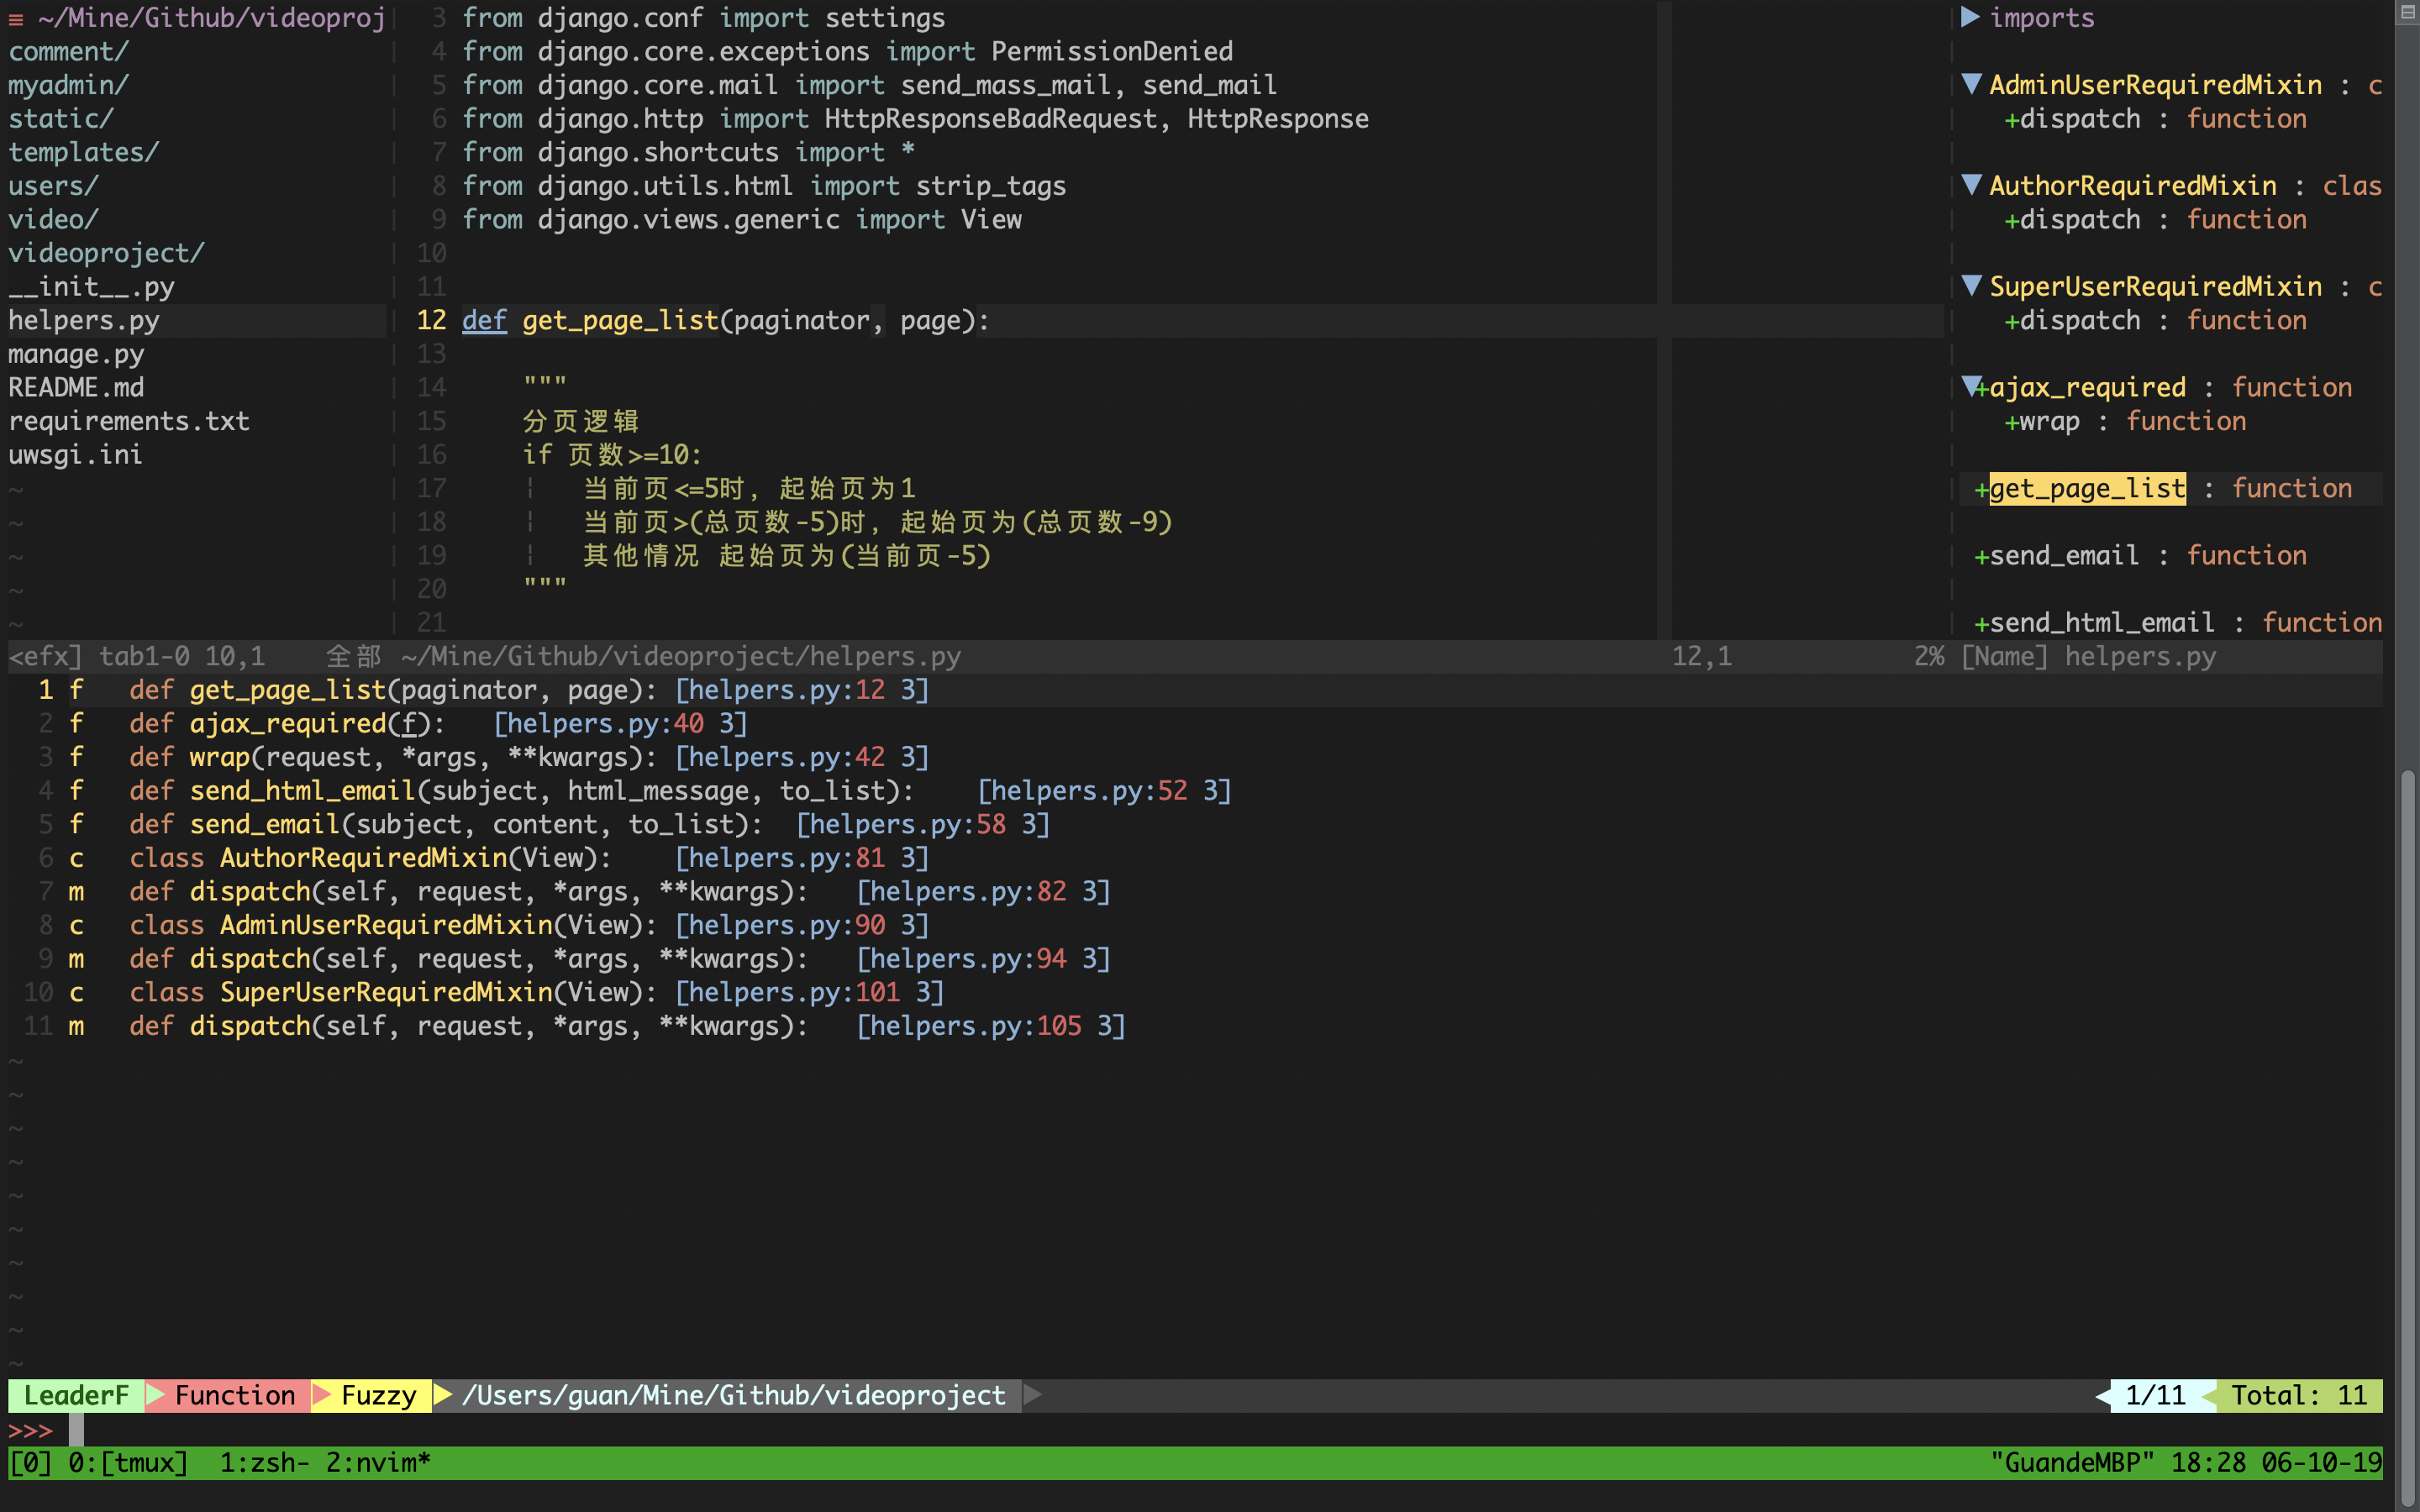 ≡ ~/Mine/Github/videoproj
comment/
myadmin/
static/
templates/
users/
video/
videoproject/
__init__.py
helpers.py
manage.py
README.md
requirements.txt
uwsgi.ini
~
~
~
~
~
3 from django.conf import settings
4 from django.core.exceptions import PermissionDenied
5 from django.core.mail import send_mass_mail, send_mail
6 from django.http import HttpResponseBadRequest, HttpResponse
7 from django.shortcuts import *
8 from django.utils.html import strip_tags
9 from django.views.generic import View
10
11
12 def get_page_list(paginator, page):
13
14     """
15     分页逻辑
16     if 页数>=10:
17     ¦   当前页<=5时, 起始页为1
18     ¦   当前页>(总页数-5)时, 起始页为(总页数-9)
19     ¦   其他情况 起始页为(当前页-5)
20     """
21
▶ imports
▼ AdminUserRequiredMixin : c
+dispatch : function
▼ AuthorRequiredMixin : clas
+dispatch : function
▼ SuperUserRequiredMixin : c
+dispatch : function
▼+ajax_required : function
+wrap : function
+get_page_list : function
+send_email : function
+send_html_email : function
<efx] tab1-0 10,1    全部 ~/Mine/Github/videoproject/helpers.py 12,1 2% [Name] helpers.py
1 f   def get_page_list(paginator, page): [helpers.py:12 3]
2 f   def ajax_required(f):   [helpers.py:40 3]
3 f   def wrap(request, *args, **kwargs): [helpers.py:42 3]
4 f   def send_html_email(subject, html_message, to_list):    [helpers.py:52 3]
5 f   def send_email(subject, content, to_list):  [helpers.py:58 3]
6 c   class AuthorRequiredMixin(View):    [helpers.py:81 3]
7 m   def dispatch(self, request, *args, **kwargs):   [helpers.py:82 3]
8 c   class AdminUserRequiredMixin(View): [helpers.py:90 3]
9 m   def dispatch(self, request, *args, **kwargs):   [helpers.py:94 3]
10 c   class SuperUserRequiredMixin(View): [helpers.py:101 3]
11 m   def dispatch(self, request, *args, **kwargs):   [helpers.py:105 3]
~
~
~
~
~
~
~
~
~
~
LeaderF Function Fuzzy /Users/guan/Mine/Github/videoproject 1/11 Total: 11
>>>
[0] 0:[tmux]  1:zsh- 2:nvim* "GuandeMBP" 18:28 06-10-19